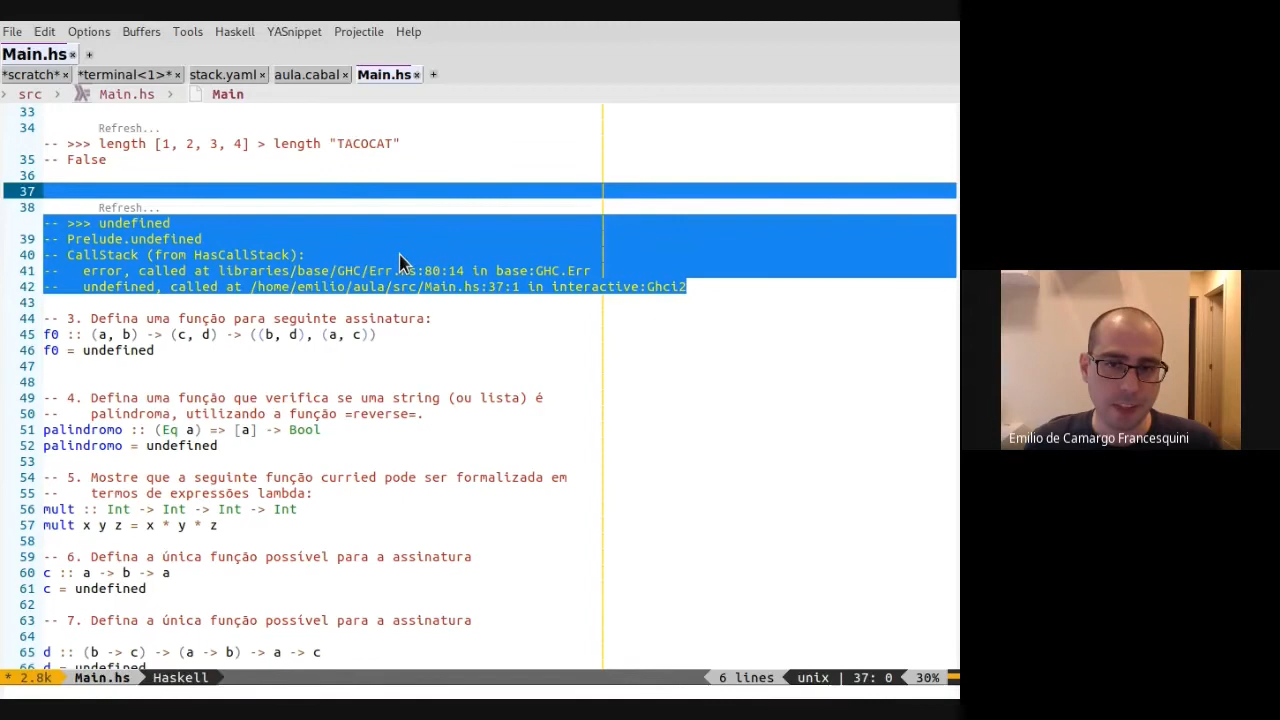 File Edit Options Buffers Tools Haskell YASnippet Projectile Help
Main.hs × +
*scratch* × *terminal<1>* × stack.yaml × aula.cabal × Main.hs × +
> src > Main.hs > Main
33
34 Refresh...
-- >>> length [1, 2, 3, 4] > length "TACOCAT"
35 -- False
36
37
38 Refresh...
-- >>> undefined
39 -- Prelude.undefined
40 -- CallStack (from HasCallStack):
41 -- error, called at libraries/base/GHC/Err.hs:80:14 in base:GHC.Err
42 -- undefined, called at /home/emilio/aula/src/Main.hs:37:1 in interactive:Ghci2
43
44 -- 3. Defina uma função para seguinte assinatura:
45 f0 :: (a, b) -> (c, d) -> ((b, d), (a, c))
46 f0 = undefined
47
48
49 -- 4. Defina uma função que verifica se uma string (ou lista) é
50 -- palindroma, utilizando a função =reverse=.
51 palindromo :: (Eq a) => [a] -> Bool
52 palindromo = undefined
53
54 -- 5. Mostre que a seguinte função curried pode ser formalizada em
55 -- termos de expressões lambda:
56 mult :: Int -> Int -> Int -> Int
57 mult x y z = x * y * z
58
59 -- 6. Defina a única função possível para a assinatura
60 c :: a -> b -> a
61 c = undefined
62
63 -- 7. Defina a única função possível para a assinatura
64
65 d :: (b -> c) -> (a -> b) -> a -> c
66 d = undefined
* 2.8k Main.hs Haskell 6 lines unix | 37: 0 30%
Emilio de Camargo Francesquini